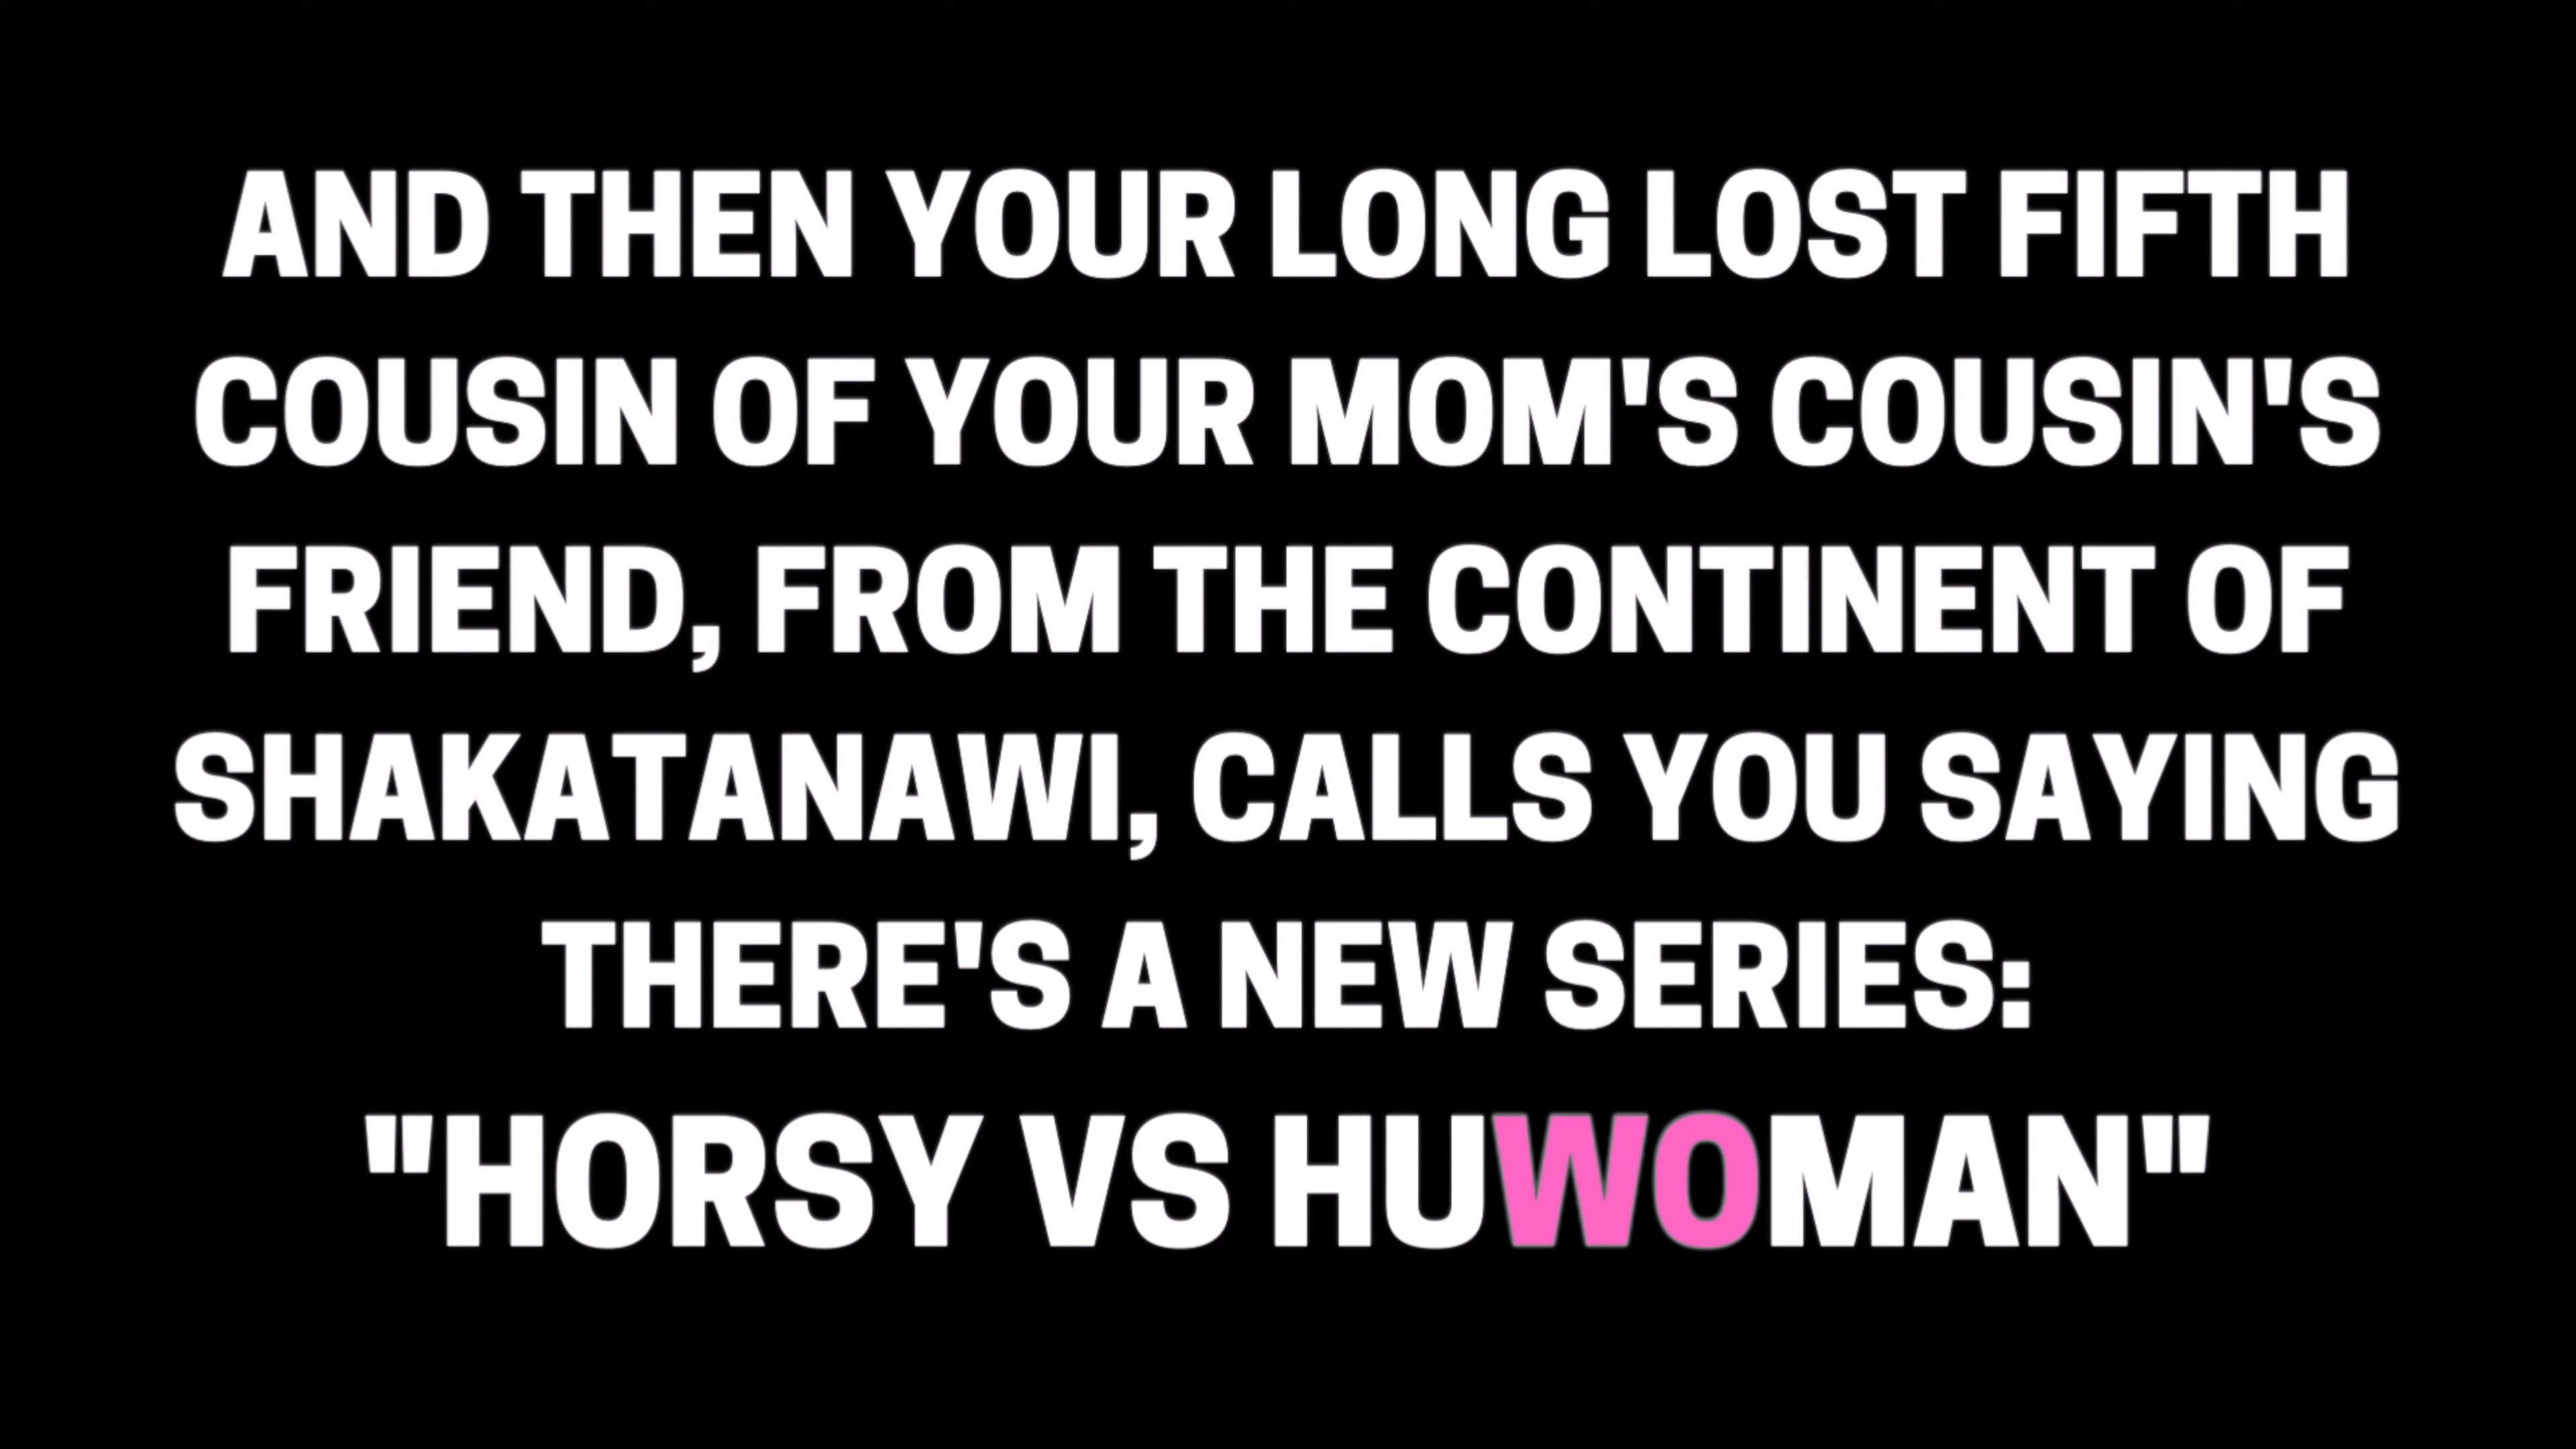 AND THEN YOUR LONG LOST FIFTH
COUSIN OF YOUR MOM'S COUSIN'S
FRIEND, FROM THE CONTINENT OF
SHAKATANAWI, CALLS YOU SAYING
THERE'S A NEW SERIES:
"HORSY VS HUWOMAN"